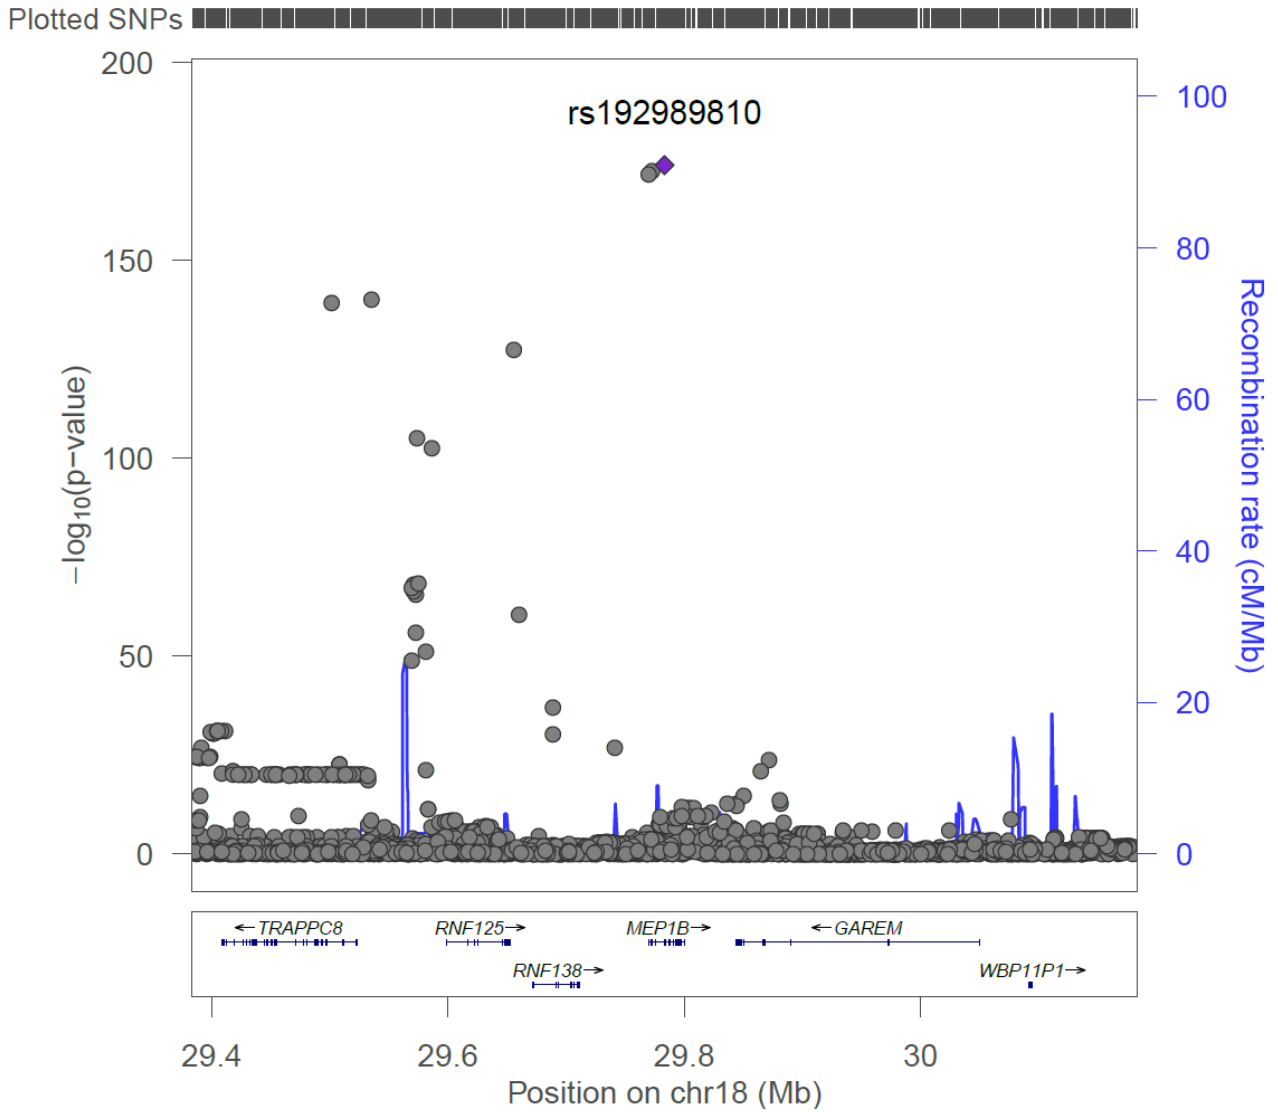 Plotted SNPs
200
150
100
50
0
−log10(p−value)
rs192989810
100
80
60
40
20
0
Recombination rate (cM/Mb)
←TRAPPC8
RNF125→
MEP1B→
←GAREM
RNF138→
WBP11P1→
29.4
29.6
29.8
30
Position on chr18 (Mb)